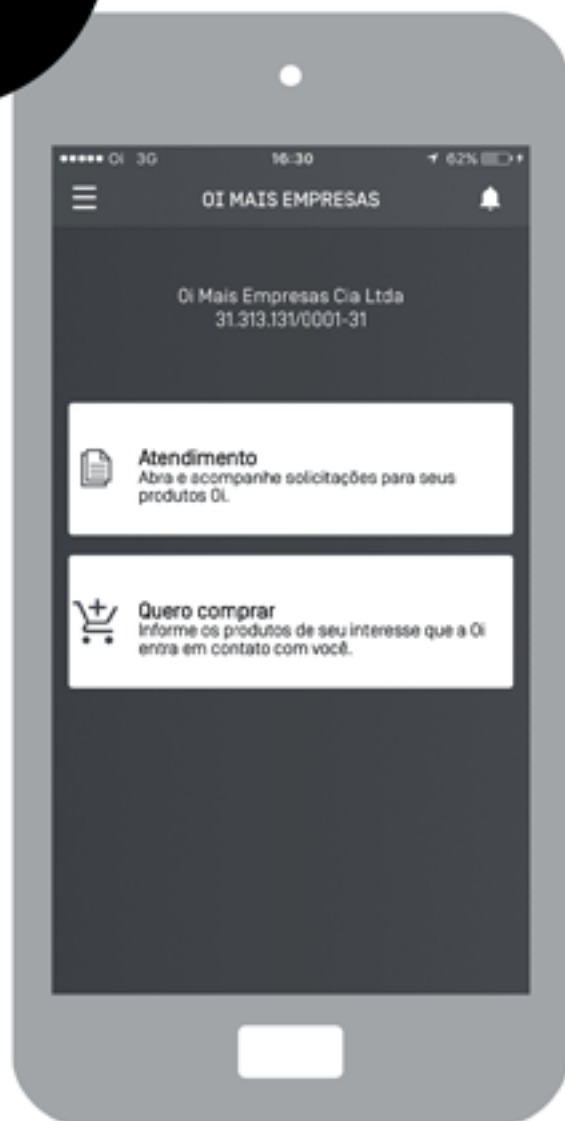 Oi 3G 16:30 62%
OI MAIS EMPRESAS
Oi Mais Empresas Cia Ltda
31.313.131/0001-31
Atendimento
Abra e acompanhe solicitações para seus
produtos Oi.
Quero comprar
Informe os produtos de seu interesse que a Oi
entra em contato com você.